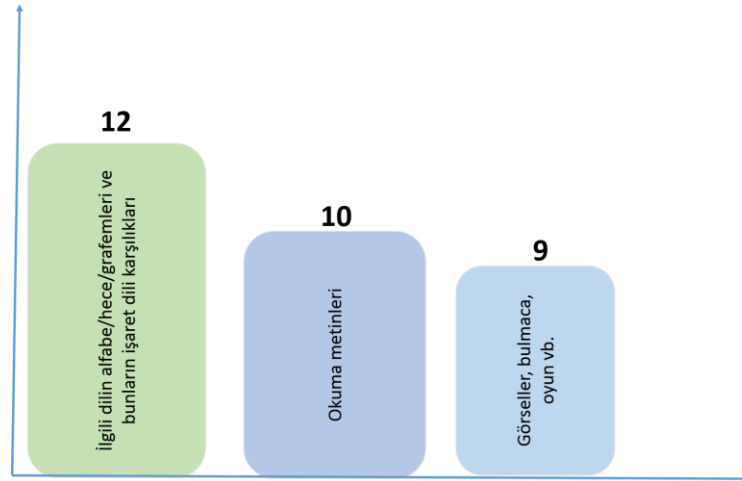 12
İlgili dilin alfabe/hece/grafemleri ve
bunların işaret dili karşılıkları
10
Okuma metinleri
9
Görseller, bulmaca,
oyun vb.